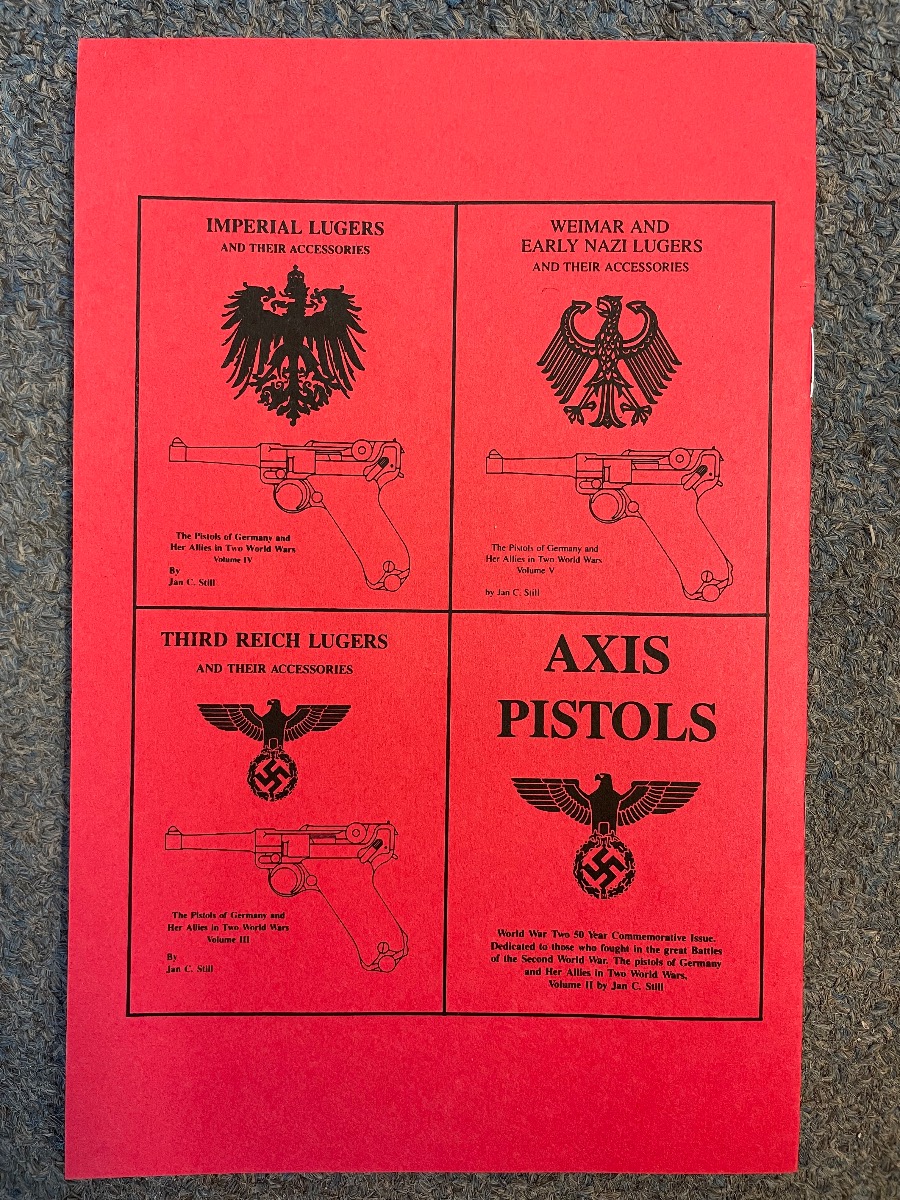 IMPERIAL LUGERS
AND THEIR ACCESSORIES
The Pistols of Germany and
Her Allies in Two World Wars
Volume IV
By
Jan C. Still
WEIMAR AND
EARLY NAZI LUGERS
AND THEIR ACCESSORIES
The Pistols of Germany and
Her Allies in Two World Wars
Volume V
by Jan C. Still
THIRD REICH LUGERS
AND THEIR ACCESSORIES
The Pistols of Germany and
Her Allies in Two World Wars
Volume III
By
Jan C. Still
AXIS
PISTOLS
World War Two 50 Year Commemorative Issue.
Dedicated to those who fought in the great Battles
of the Second World War. The pistols of Germany
and Her Allies in Two World Wars.
Volume II by Jan C. Still